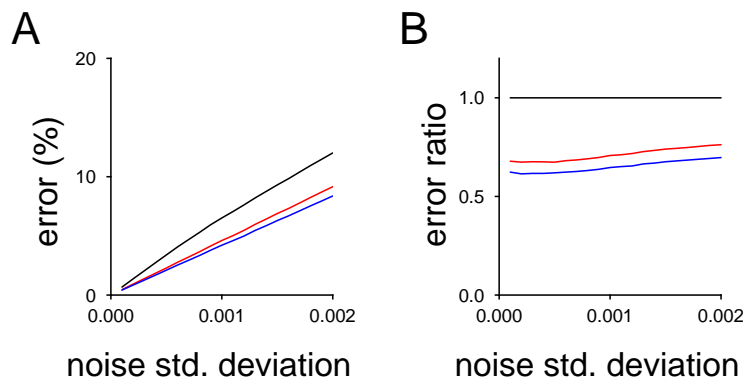 A
20
10
0
0.000
0.001
0.002
error (%)
noise std. deviation
B
1.0
0.5
0.0
0.000
0.001
0.002
error ratio
noise std. deviation